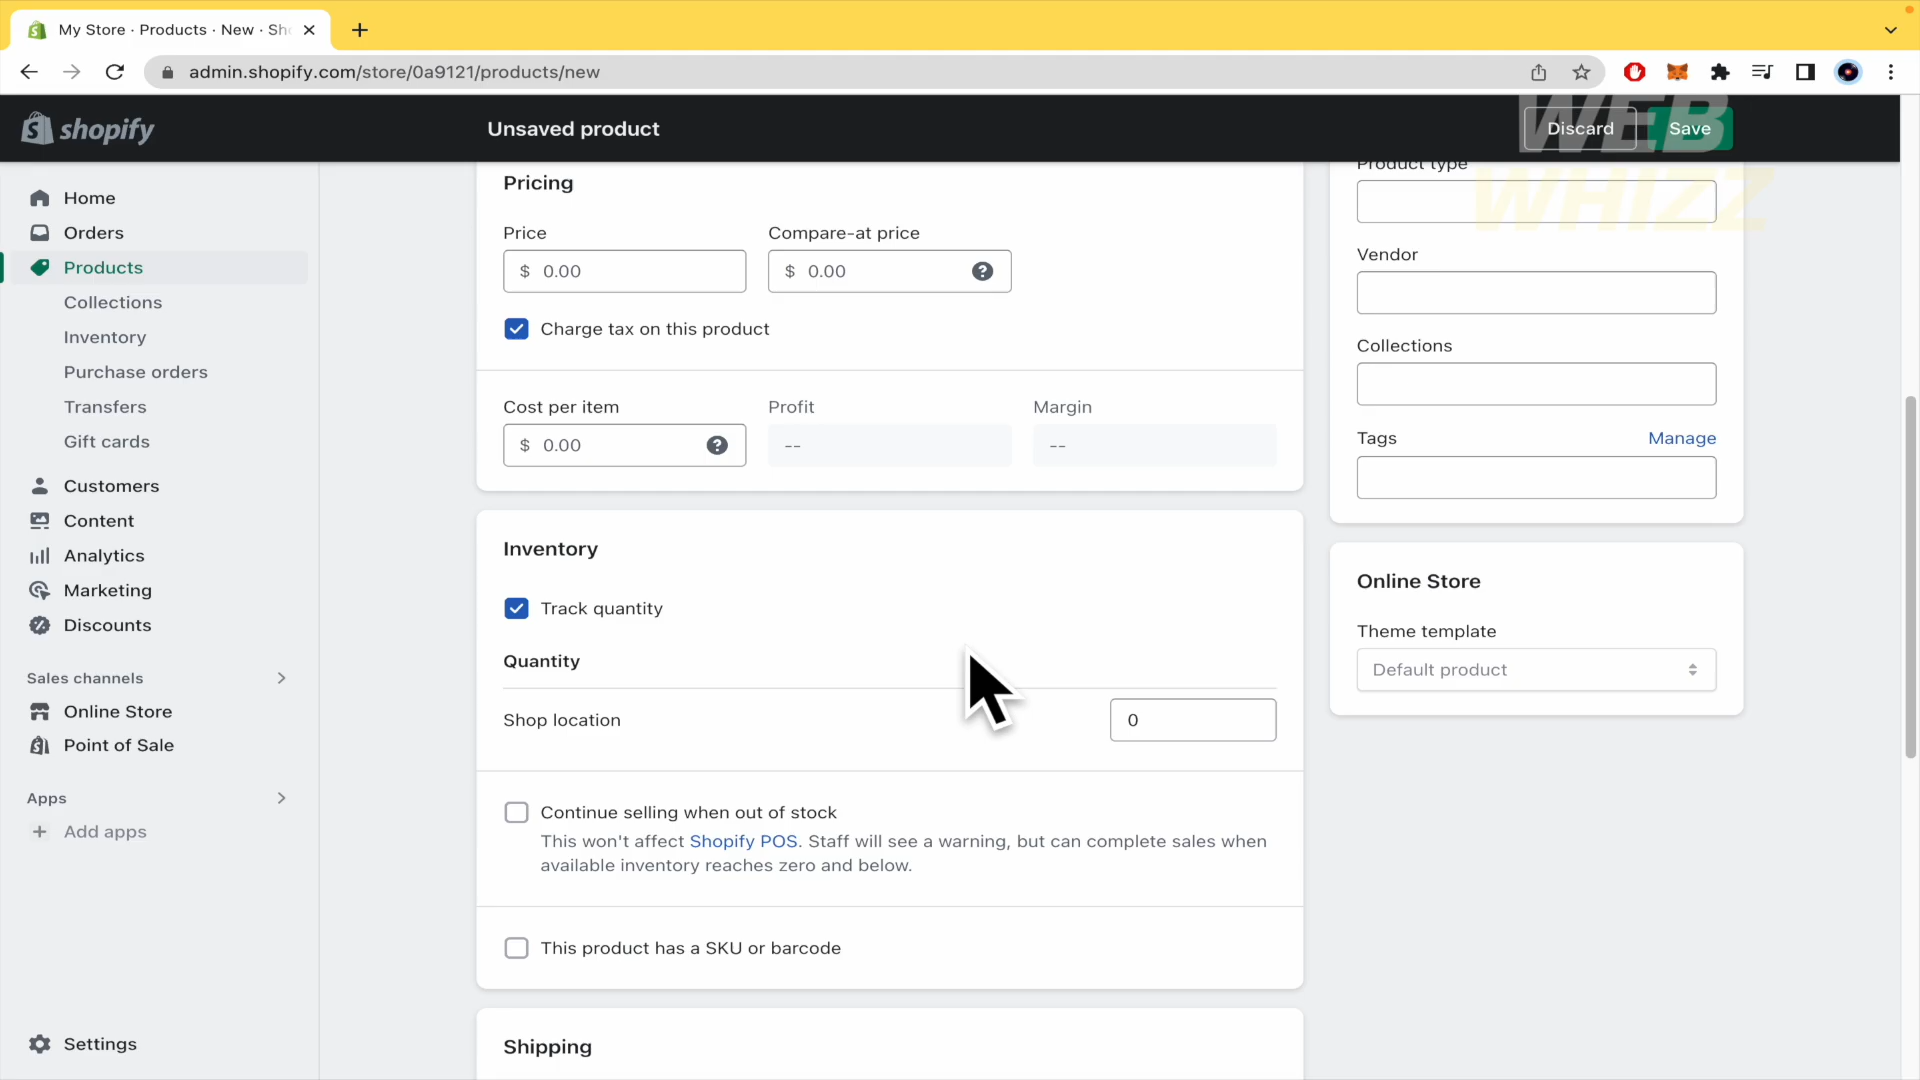 My Store · Products · New · Sh
admin.shopify.com/store/0a9121/products/new
shopify
Unsaved product
Discard
Save
WEB
WHIZZ
Home
Orders
Products
Collections
Inventory
Purchase orders
Transfers
Gift cards
Customers
Content
Analytics
Marketing
Discounts
Sales channels
Online Store
Point of Sale
Apps
+ Add apps
Settings
Pricing
Price
Compare-at price
$ 0.00
$ 0.00
Charge tax on this product
Cost per item
Profit
Margin
$ 0.00
--
--
Inventory
Track quantity
Quantity
Shop location
0
Continue selling when out of stock
This won't affect Shopify POS. Staff will see a warning, but can complete sales when
available inventory reaches zero and below.
This product has a SKU or barcode
Shipping
Product type
Vendor
Collections
Tags
Manage
Online Store
Theme template
Default product